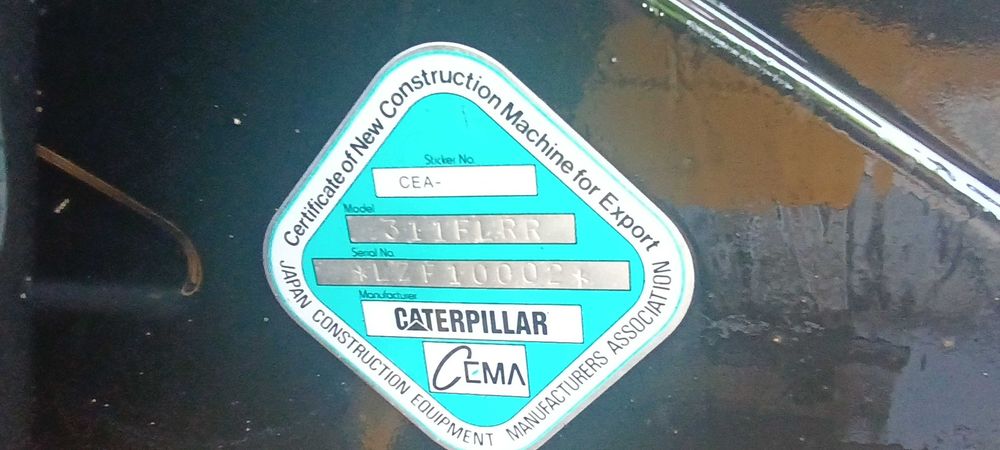 Certificate of New Construction Machine for Export
Sticker No.
CEA-
Model
311FLRR
Serial No.
*LZF10002*
Manufacturer
CATERPILLAR
CEMA
JAPAN CONSTRUCTION EQUIPMENT MANUFACTURERS ASSOCIATION